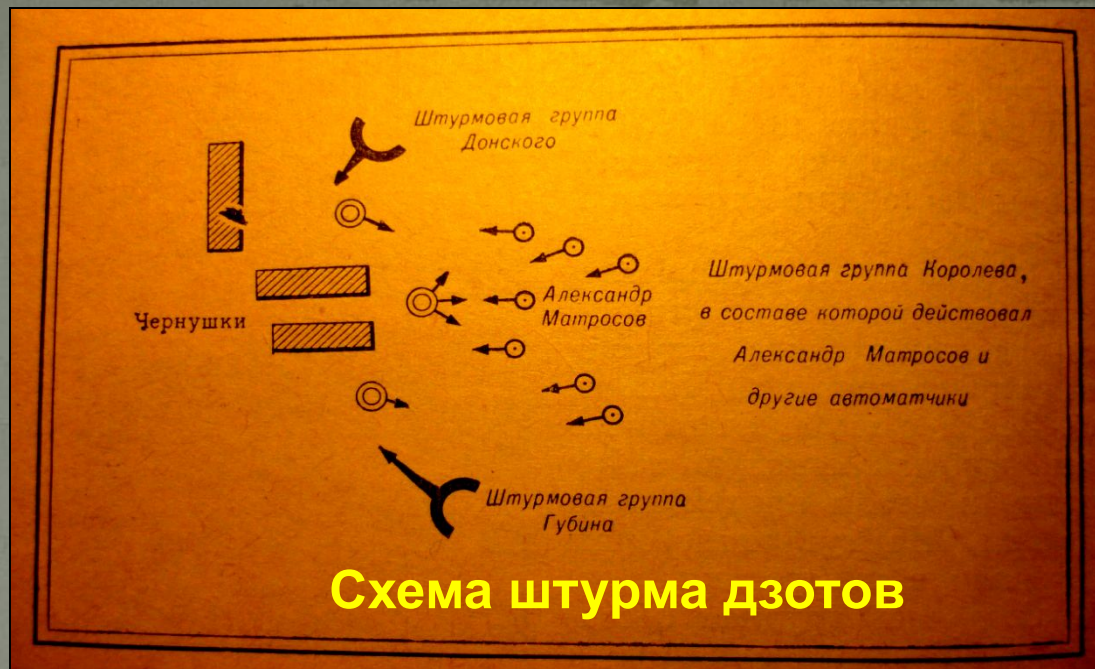 Штурмовая группа
Донского
Александр
Матросов
Чернушки
Штурмовая группа Королева,
в составе которой действовал
Александр Матросов и
другие автоматчики
Штурмовая группа
Губина
Схема штурма дзотов